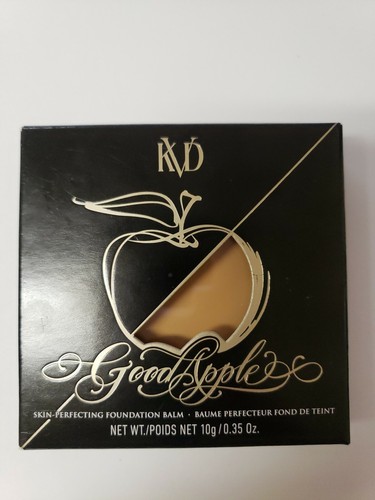 KVD
Good Apple
SKIN-PERFECTING FOUNDATION BALM · BAUME PERFECTEUR FOND DE TEINT
NET WT./POIDS NET 10g/0.35 Oz.